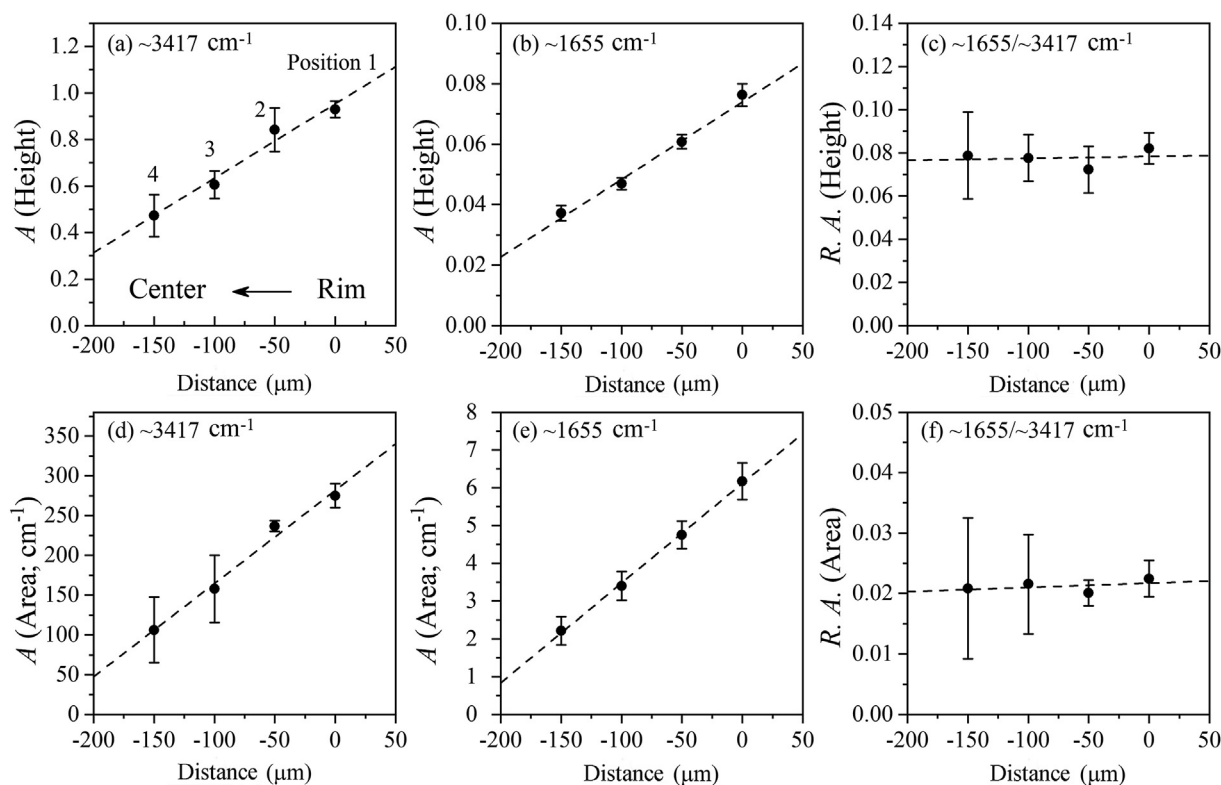 (a) ~3417 cm-1
Position 1
2
3
4
Center
Rim
A (Height)
0.0
0.2
0.4
0.6
0.8
1.0
1.2
-200 -150 -100 -50 0 50
Distance (μm)
(b) ~1655 cm-1
A (Height)
0.00
0.02
0.04
0.06
0.08
0.10
-200 -150 -100 -50 0 50
Distance (μm)
(c) ~1655/~3417 cm-1
R. A. (Height)
0.00
0.02
0.04
0.06
0.08
0.10
0.12
0.14
-200 -150 -100 -50 0 50
Distance (μm)
(d) ~3417 cm-1
A (Area; cm-1)
0
50
100
150
200
250
300
350
-200 -150 -100 -50 0 50
Distance (μm)
(e) ~1655 cm-1
A (Area; cm-1)
0
1
2
3
4
5
6
7
8
-200 -150 -100 -50 0 50
Distance (μm)
(f) ~1655/~3417 cm-1
R. A. (Area)
0.00
0.01
0.02
0.03
0.04
0.05
-200 -150 -100 -50 0 50
Distance (μm)